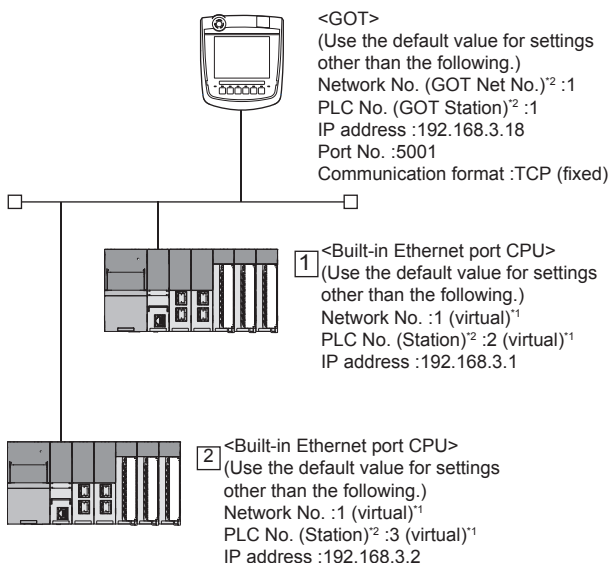 <GOT>
(Use the default value for settings
other than the following.)
Network No. (GOT Net No.)*2 :1
PLC No. (GOT Station)*2 :1
IP address :192.168.3.18
Port No. :5001
Communication format :TCP (fixed)
1
<Built-in Ethernet port CPU>
(Use the default value for settings
other than the following.)
Network No. :1 (virtual)*1
PLC No. (Station)*2 :2 (virtual)*1
IP address :192.168.3.1
2
<Built-in Ethernet port CPU>
(Use the default value for settings
other than the following.)
Network No. :1 (virtual)*1
PLC No. (Station)*2 :3 (virtual)*1
IP address :192.168.3.2